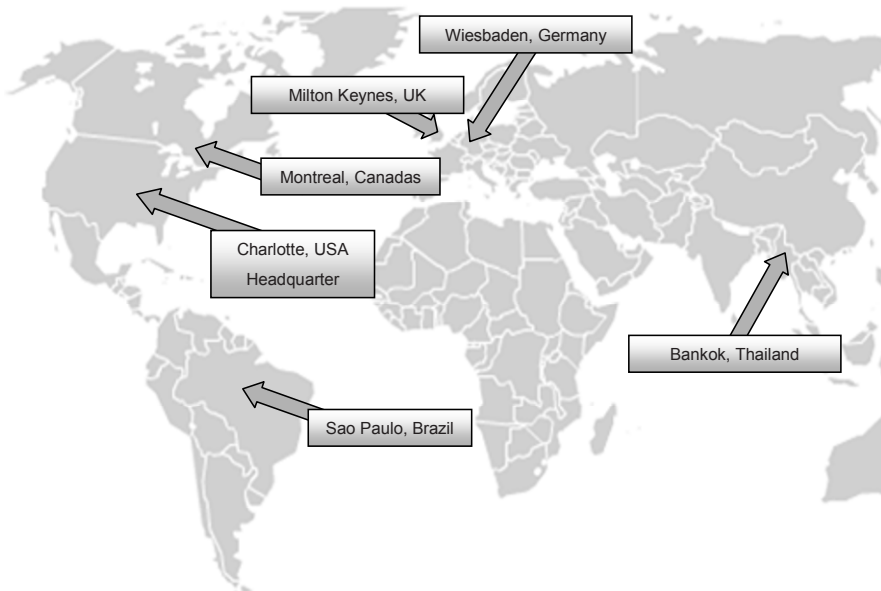 Wiesbaden, Germany
Milton Keynes, UK
Montreal, Canadas
Charlotte, USA
Headquarter
Bankok, Thailand
Sao Paulo, Brazil